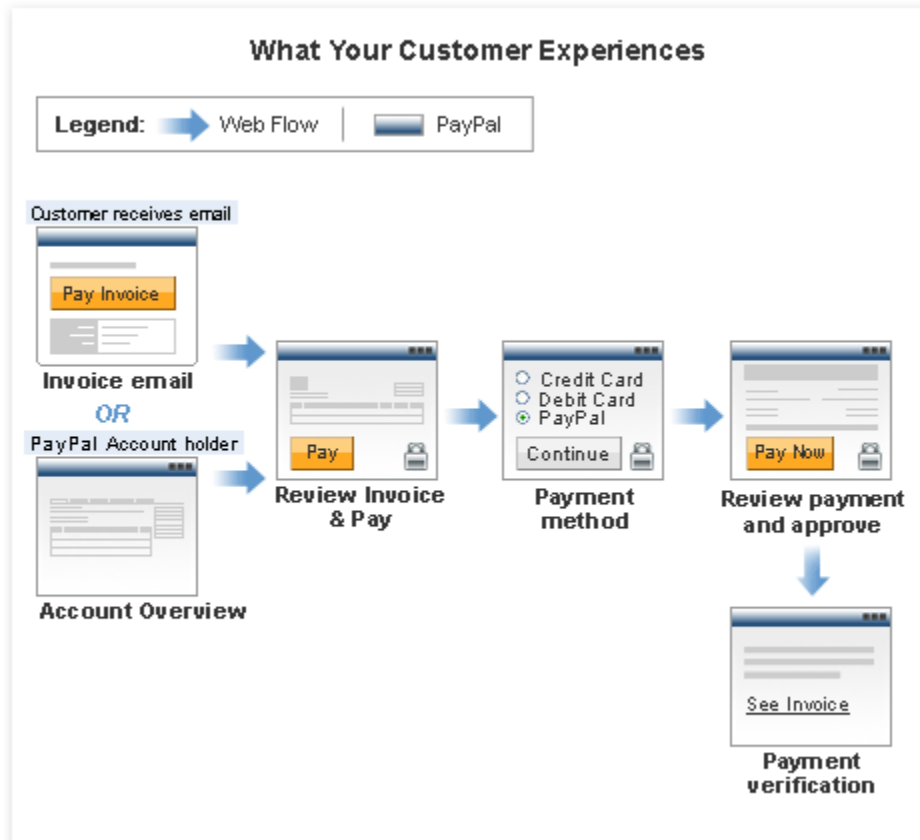 What Your Customer Experiences
Legend: Web Flow PayPal
Customer receives email
Pay Invoice
Invoice email
OR
PayPal Account holder
Account Overview
Pay
Review Invoice
& Pay
Credit Card
Debit Card
PayPal
Continue
Payment
method
Pay Now
Review payment
and approve
See Invoice
Payment
verification